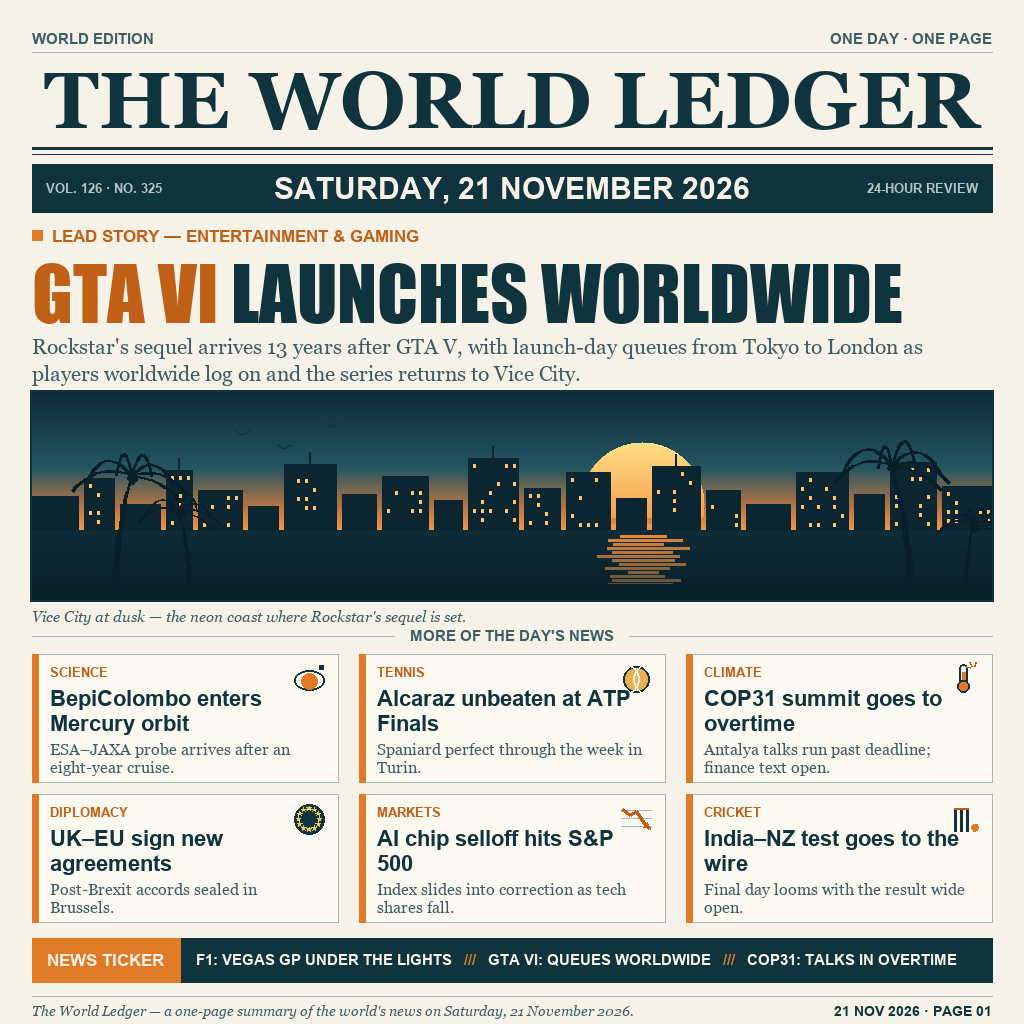 WORLD EDITION
ONE DAY · ONE PAGE
THE WORLD LEDGER
VOL. 126 · NO. 325
SATURDAY, 21 NOVEMBER 2026
24-HOUR REVIEW
LEAD STORY — ENTERTAINMENT & GAMING
GTA VI LAUNCHES WORLDWIDE
Rockstar's sequel arrives 13 years after GTA V, with launch-day queues from Tokyo to London as
players worldwide log on and the series returns to Vice City.
Vice City at dusk — the neon coast where Rockstar's sequel is set.
MORE OF THE DAY'S NEWS
SCIENCE
BepiColombo enters
Mercury orbit
ESA–JAXA probe arrives after an
eight-year cruise.
TENNIS
Alcaraz unbeaten at ATP
Finals
Spaniard perfect through the week in
Turin.
CLIMATE
COP31 summit goes to
overtime
Antalya talks run past deadline;
finance text open.
DIPLOMACY
UK–EU sign new
agreements
Post-Brexit accords sealed in
Brussels.
MARKETS
AI chip selloff hits S&P
500
Index slides into correction as tech
shares fall.
CRICKET
India–NZ test goes to the
wire
Final day looms with the result wide
open.
NEWS TICKER
F1: VEGAS GP UNDER THE LIGHTS /// GTA VI: QUEUES WORLDWIDE /// COP31: TALKS IN OVERTIME
The World Ledger — a one-page summary of the world's news on Saturday, 21 November 2026.
21 NOV 2026 · PAGE 01